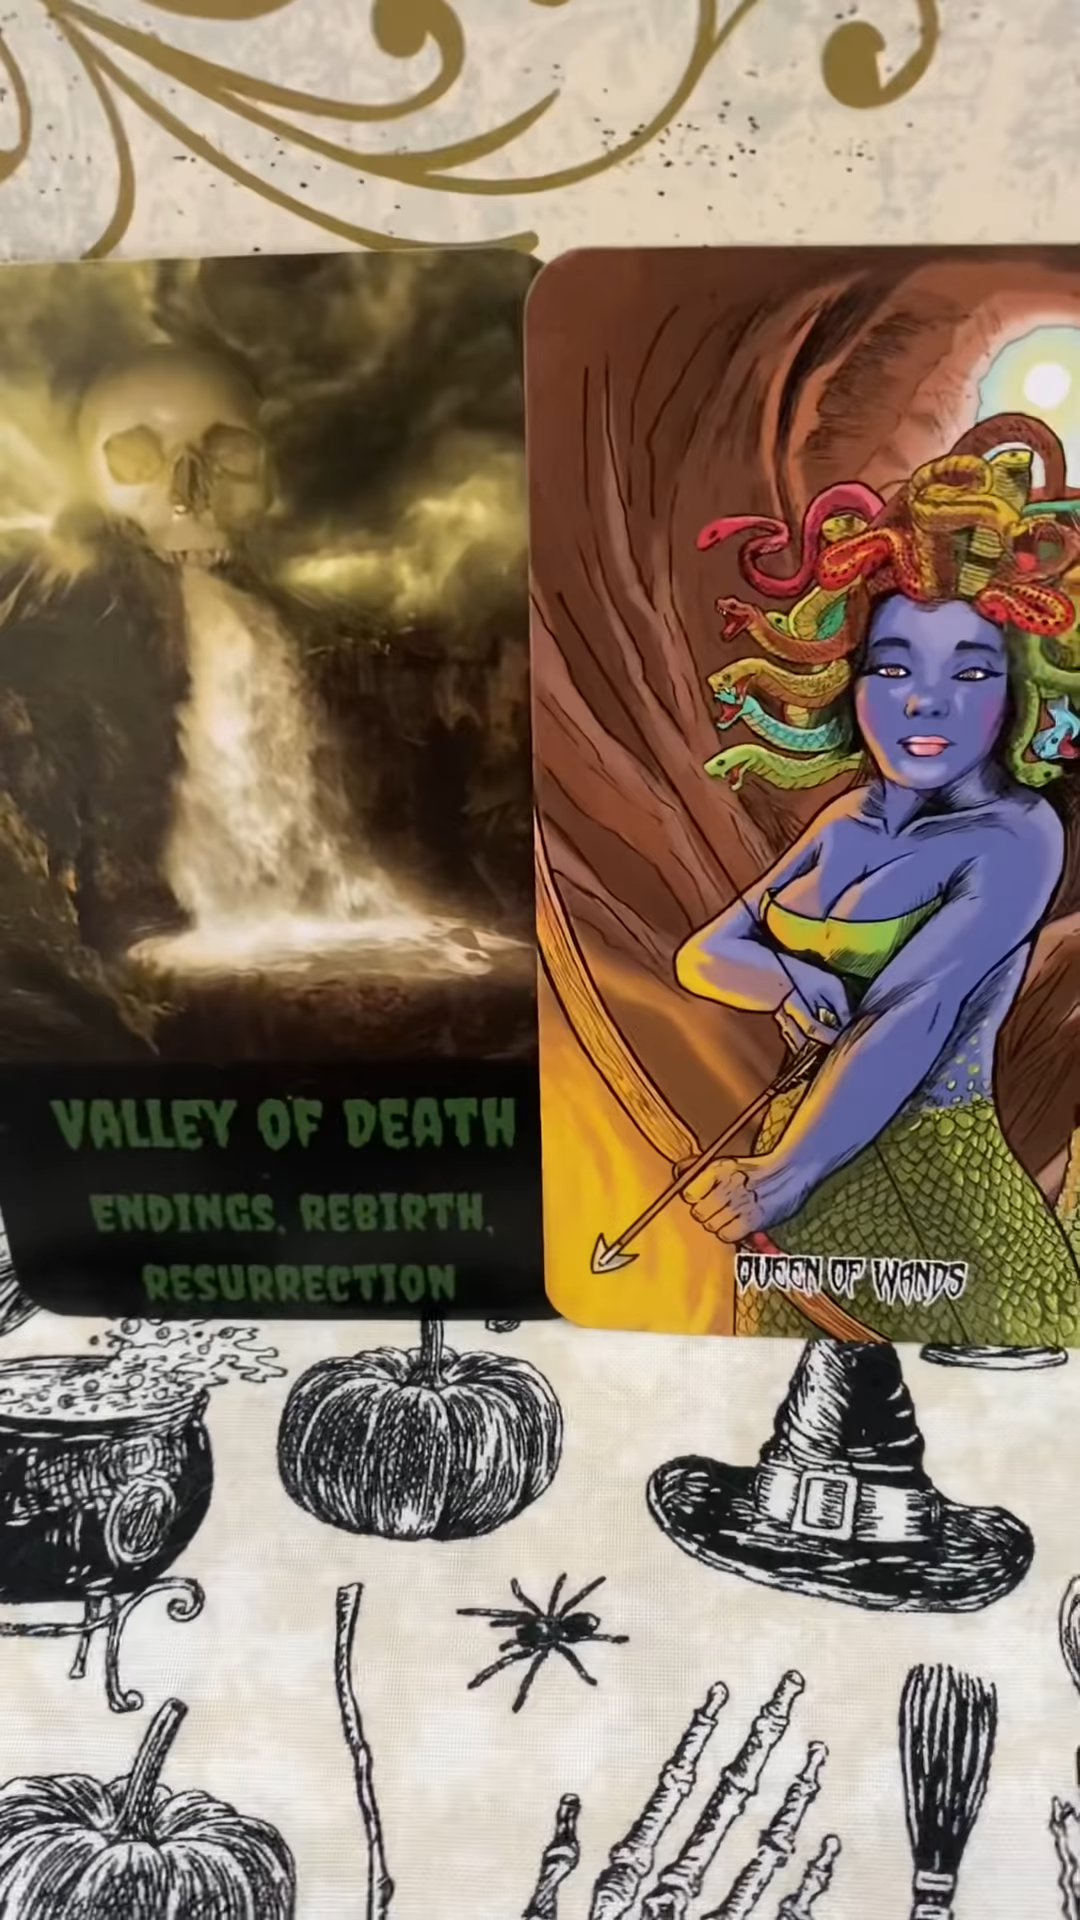 VALLEY OF DEATH
ENDINGS, REBIRTH,
RESURRECTION
QUEEN OF WANDS